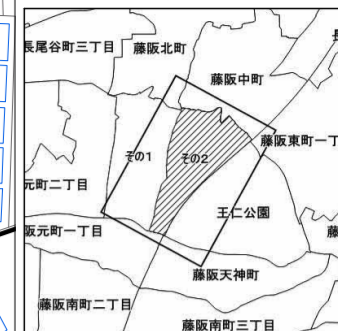 長尾谷町三丁目
藤阪北町
長
藤阪中町
藤阪東町一丁
その1
その2
元町二丁目
王仁公園
阪元町一丁目
藤
藤阪天神町
藤阪南町二丁目
藤阪南町三丁目